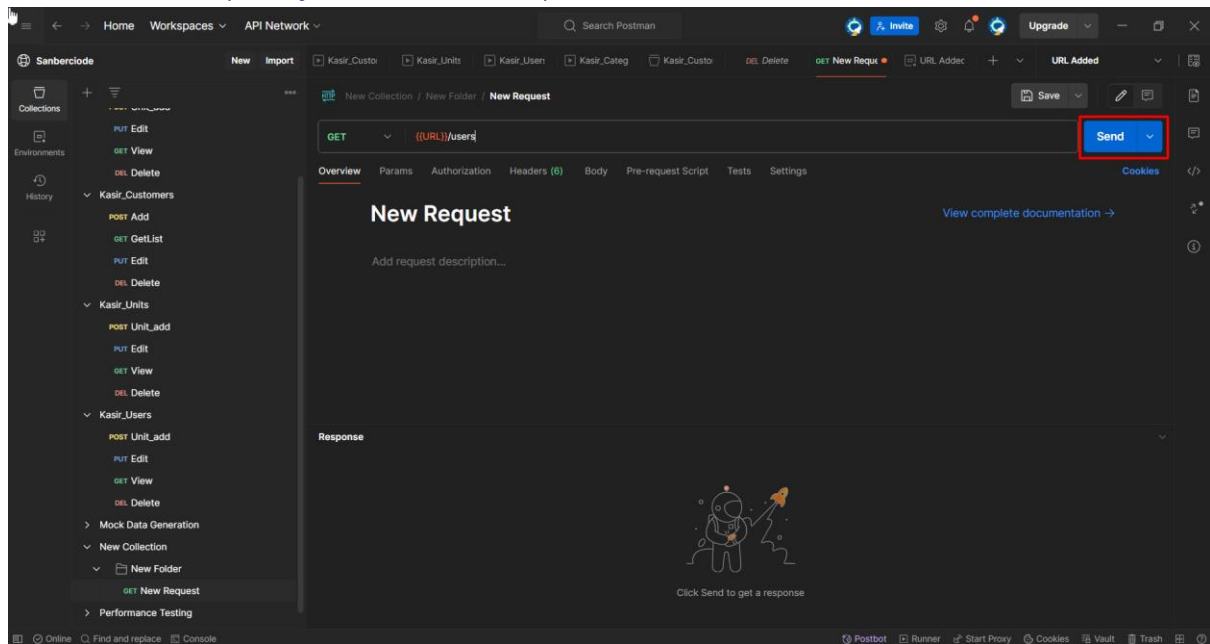 Home Workspaces API Network Search Postman Invite Upgrade
Sanberciode New Import Kasir_Custor Kasir_Units Kasir_Users Kasir_Categ Kasir_Custor DEL Delete GET New Reque URL Addec URL Added
Collections
Environments
History
PUT Edit
GET View
DEL Delete
Kasir_Customers
POST Add
GET GetList
PUT Edit
DEL Delete
Kasir_Units
POST Unit_add
PUT Edit
GET View
DEL Delete
Kasir_Users
POST Unit_add
PUT Edit
GET View
DEL Delete
Mock Data Generation
New Collection
New Folder
GET New Request
Performance Testing
HTTP New Collection / New Folder / New Request Save
GET {{URL}}/users Send
Overview Params Authorization Headers (6) Body Pre-request Script Tests Settings Cookies
New Request View complete documentation →
Add request description...
Response
Click Send to get a response
Online Find and replace Console Postbot Runner Start Proxy Cookies Vault Trash